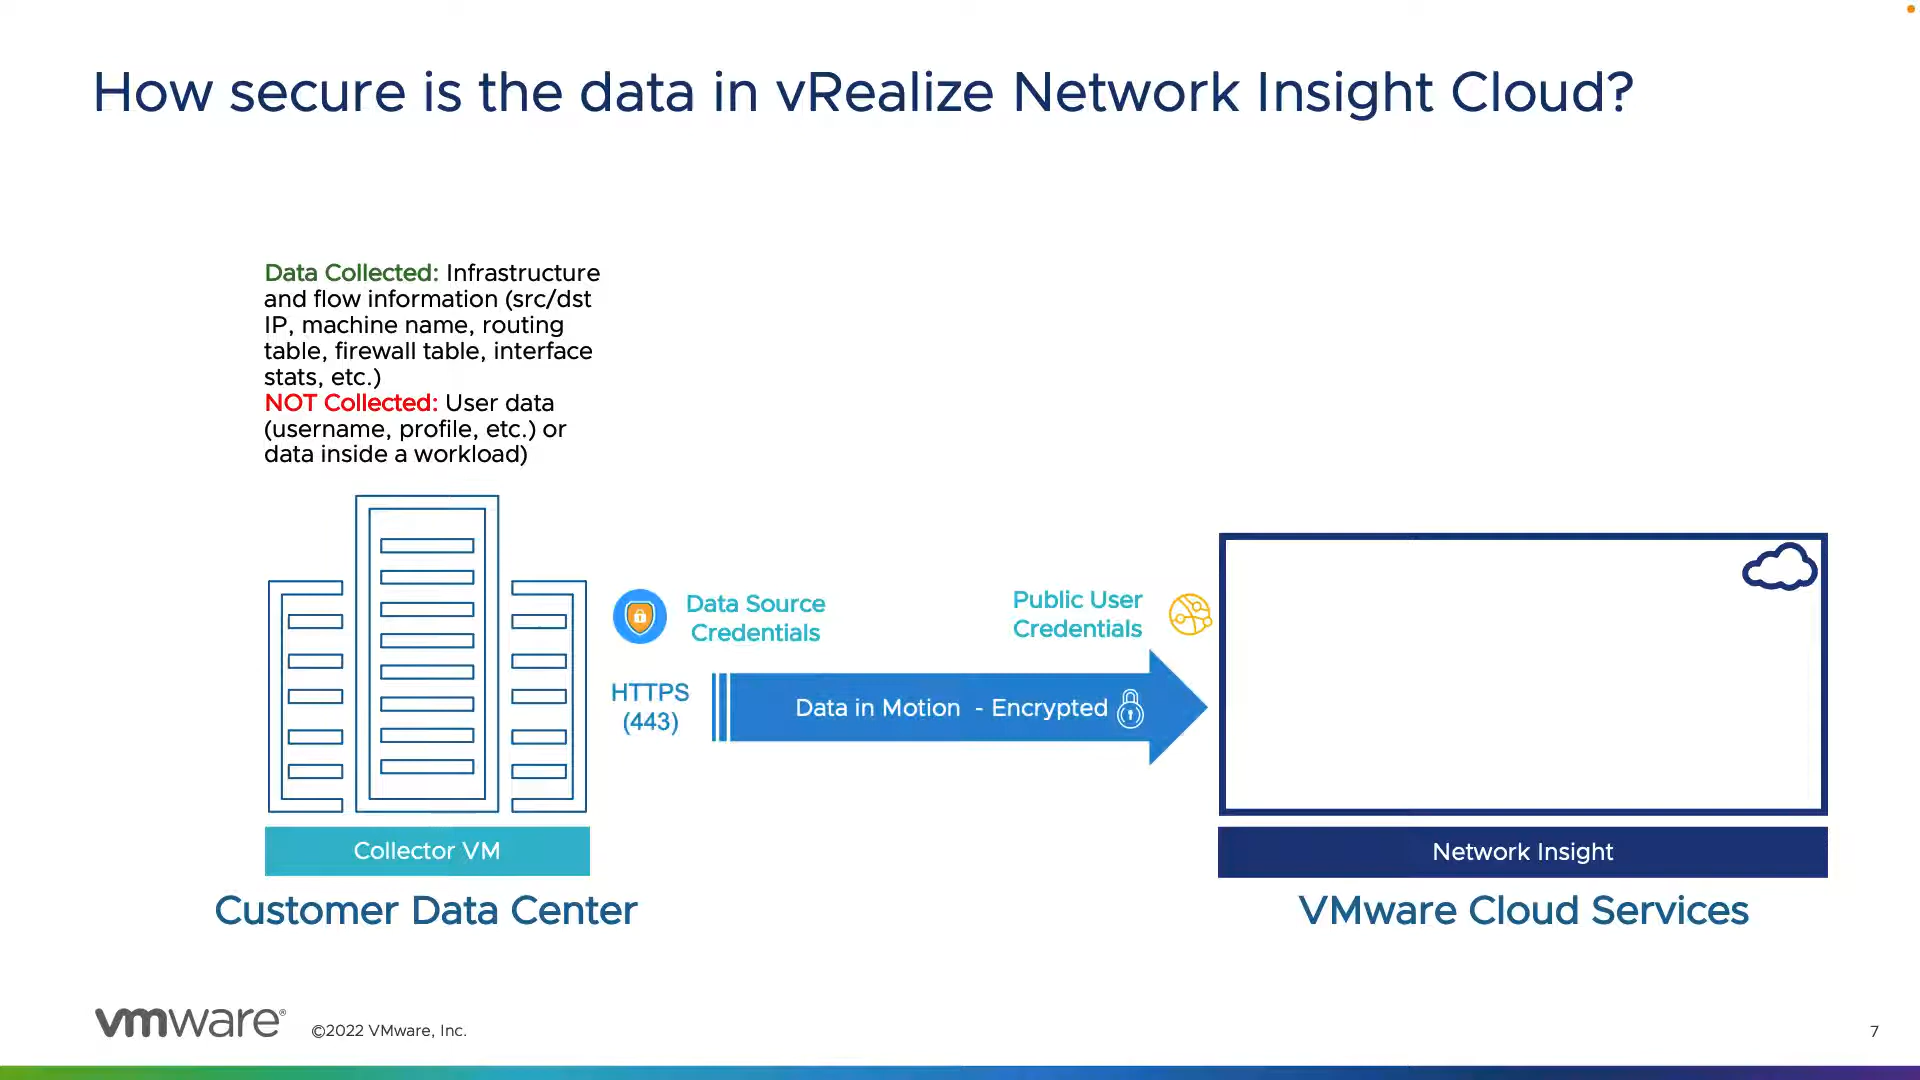 How secure is the data in vRealize Network Insight Cloud?
Data Collected: Infrastructure
and flow information (src/dst
IP, machine name, routing
table, firewall table, interface
stats, etc.)
NOT Collected: User data
(username, profile, etc.) or
data inside a workload)
Data Source
Credentials
Public User
Credentials
HTTPS
(443)
Data in Motion - Encrypted
Collector VM
Network Insight
Customer Data Center
VMware Cloud Services
vmware®
©2022 VMware, Inc.
7